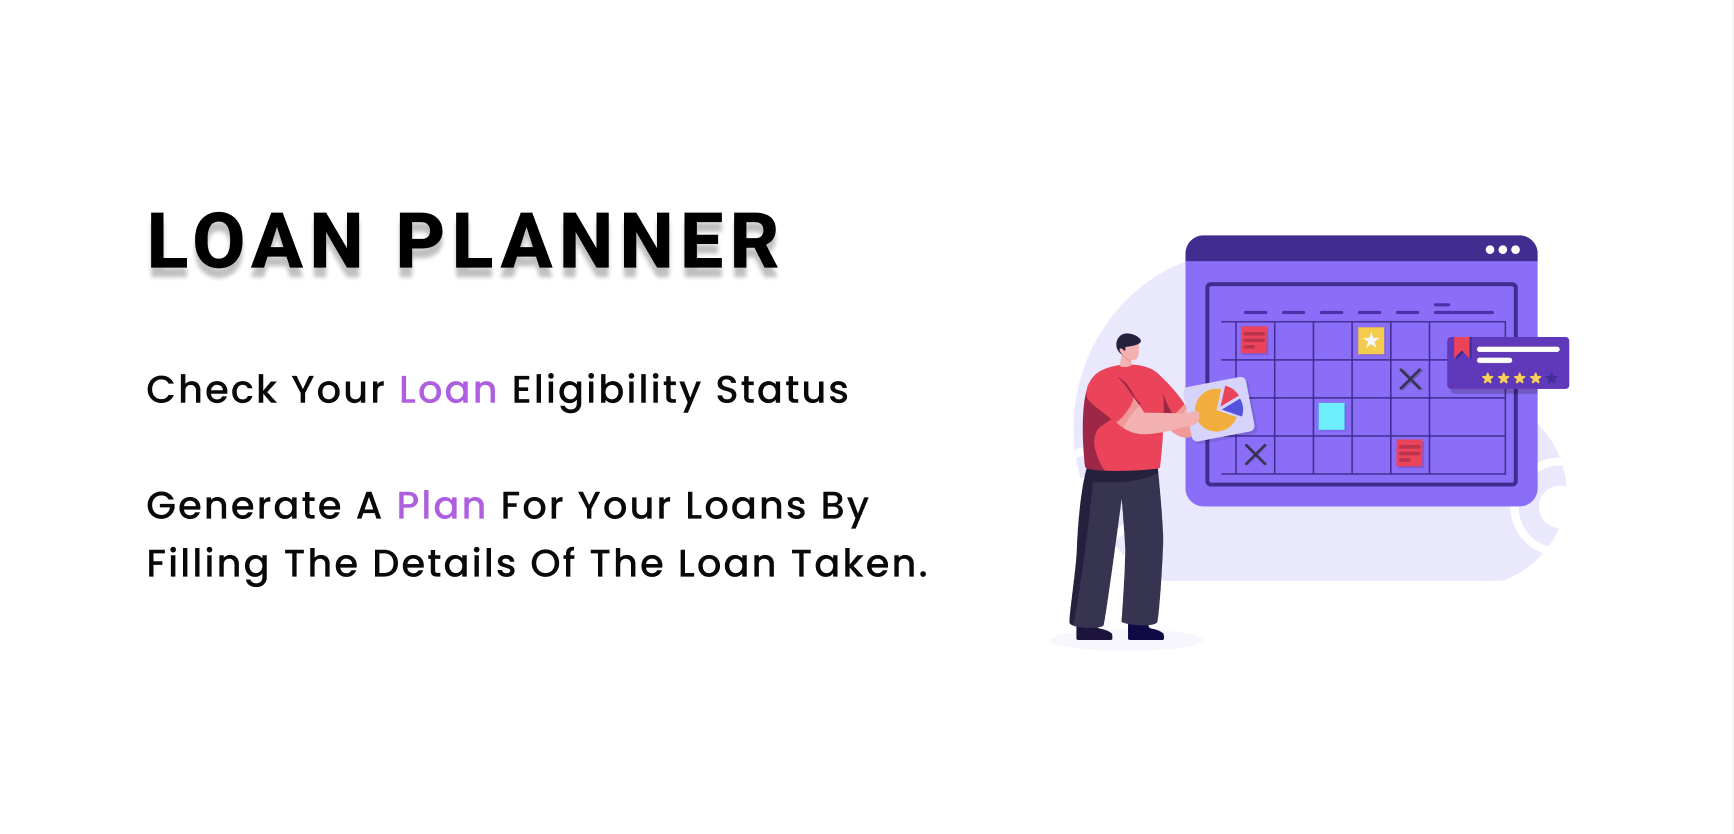 LOAN PLANNER
Check Your Loan Eligibility Status
Generate A Plan For Your Loans By
Filling The Details Of The Loan Taken.